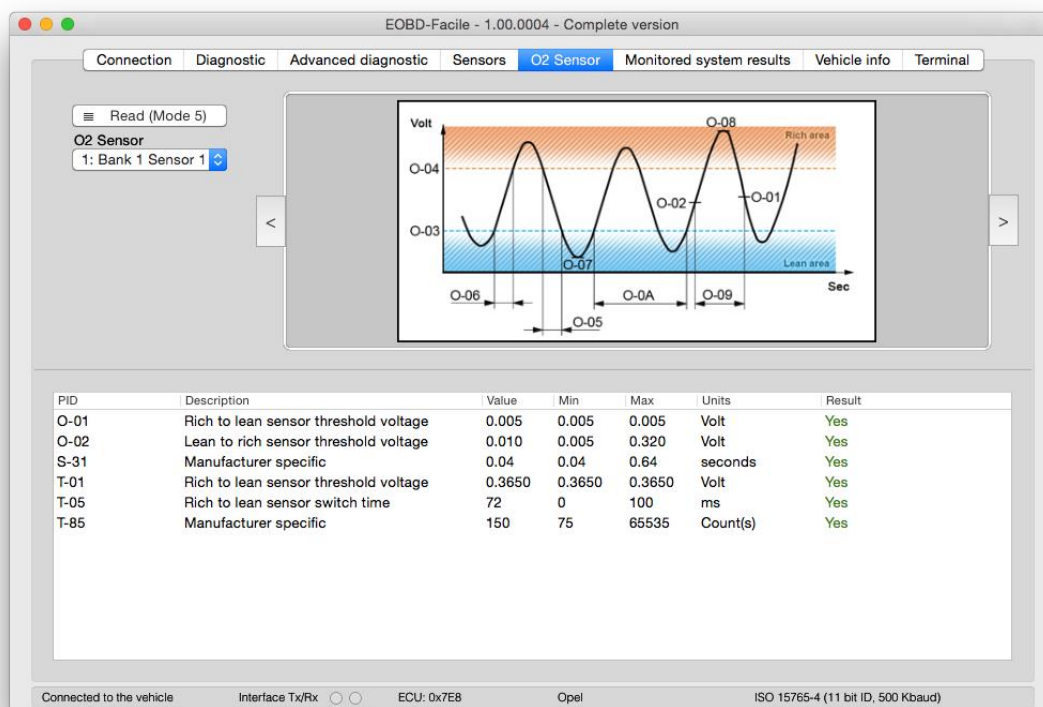 EOBD-Facile - 1.00.0004 - Complete version
Connection Diagnostic Advanced diagnostic Sensors O2 Sensor Monitored system results Vehicle info Terminal
≡ Read (Mode 5)
O2 Sensor
1: Bank 1 Sensor 1
<
>
Volt
O-08
Rich area
O-04
O-02
O-01
O-03
O-07
Lean area
Sec
O-06
O-0A
O-09
O-05
PID Description Value Min Max Units Result
O-01 Rich to lean sensor threshold voltage 0.005 0.005 0.005 Volt Yes
O-02 Lean to rich sensor threshold voltage 0.010 0.005 0.320 Volt Yes
S-31 Manufacturer specific 0.04 0.04 0.64 seconds Yes
T-01 Rich to lean sensor threshold voltage 0.3650 0.3650 0.3650 Volt Yes
T-05 Rich to lean sensor switch time 72 0 100 ms Yes
T-85 Manufacturer specific 150 75 65535 Count(s) Yes
Connected to the vehicle Interface Tx/Rx ECU: 0x7E8 Opel ISO 15765-4 (11 bit ID, 500 Kbaud)